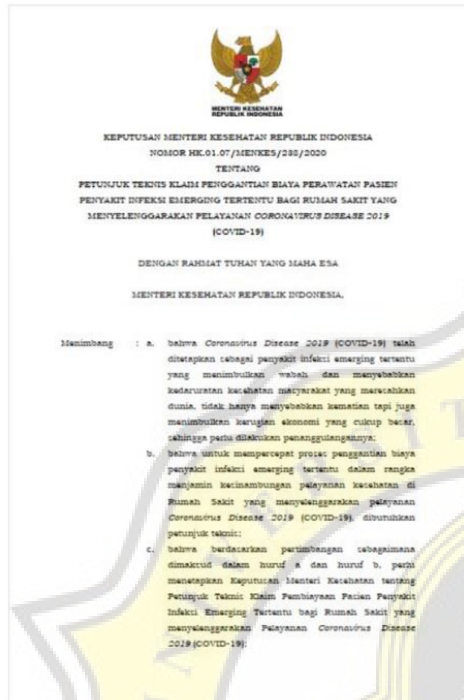 MENTERI KESEHATAN
REPUBLIK INDONESIA
KEPUTUSAN MENTERI KESEHATAN REPUBLIK INDONESIA
NOMOR HK.01.07/MENKES/238/2020
TENTANG
PETUNJUK TEKNIS KLAIM PENGGANTIAN BIAYA PERAWATAN PASIEN
PENYAKIT INFEKSI EMERGING TERTENTU BAGI RUMAH SAKIT YANG
MENYELENGGARAKAN PELAYANAN CORONAVIRUS DISEASE 2019
(COVID-19)
DENGAN RAHMAT TUHAN YANG MAHA ESA
MENTERI KESEHATAN REPUBLIK INDONESIA,
Menimbang : a. bahwa Coronavirus Disease 2019 (COVID-19) telah
ditetapkan sebagai penyakit infeksi emerging tertentu
yang menimbulkan wabah dan menyebabkan
kedaruratan kesehatan masyarakat yang meresahkan
dunia, tidak hanya menyebabkan kematian tapi juga
menimbulkan kerugian ekonomi yang cukup besar,
sehingga perlu dilakukan penanggulangannya;
b. bahwa untuk mempercepat proses penggantian biaya
penyakit infeksi emerging tertentu dalam rangka
menjamin kesinambungan pelayanan kesehatan di
Rumah Sakit yang menyelenggarakan pelayanan
Coronavirus Disease 2019 (COVID-19), dibutuhkan
petunjuk teknis;
c. bahwa berdasarkan pertimbangan sebagaimana
dimaksud dalam huruf a dan huruf b, perlu
menetapkan Keputusan Menteri Kesehatan tentang
Petunjuk Teknis Klaim Pembiayaan Pasien Penyakit
Infeksi Emerging Tertentu bagi Rumah Sakit yang
menyelenggarakan Pelayanan Coronavirus Disease
2019 (COVID-19);